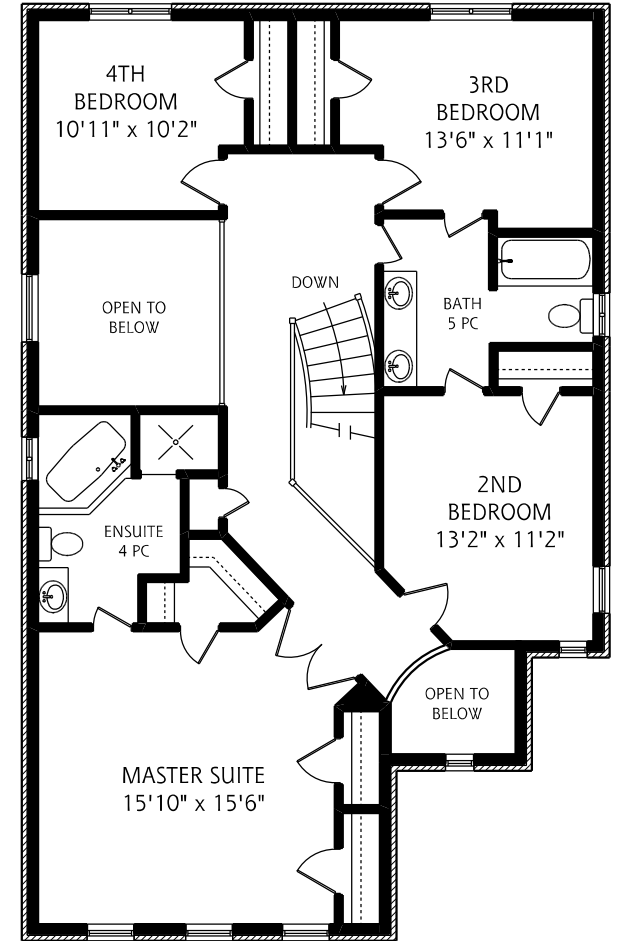 4TH
BEDROOM
10'11" x 10'2"
3RD
BEDROOM
13'6" x 11'1"
OPEN TO
BELOW
DOWN
BATH
5 PC
2ND
BEDROOM
13'2" x 11'2"
ENSUITE
4 PC
OPEN TO
BELOW
MASTER SUITE
15'10" x 15'6"